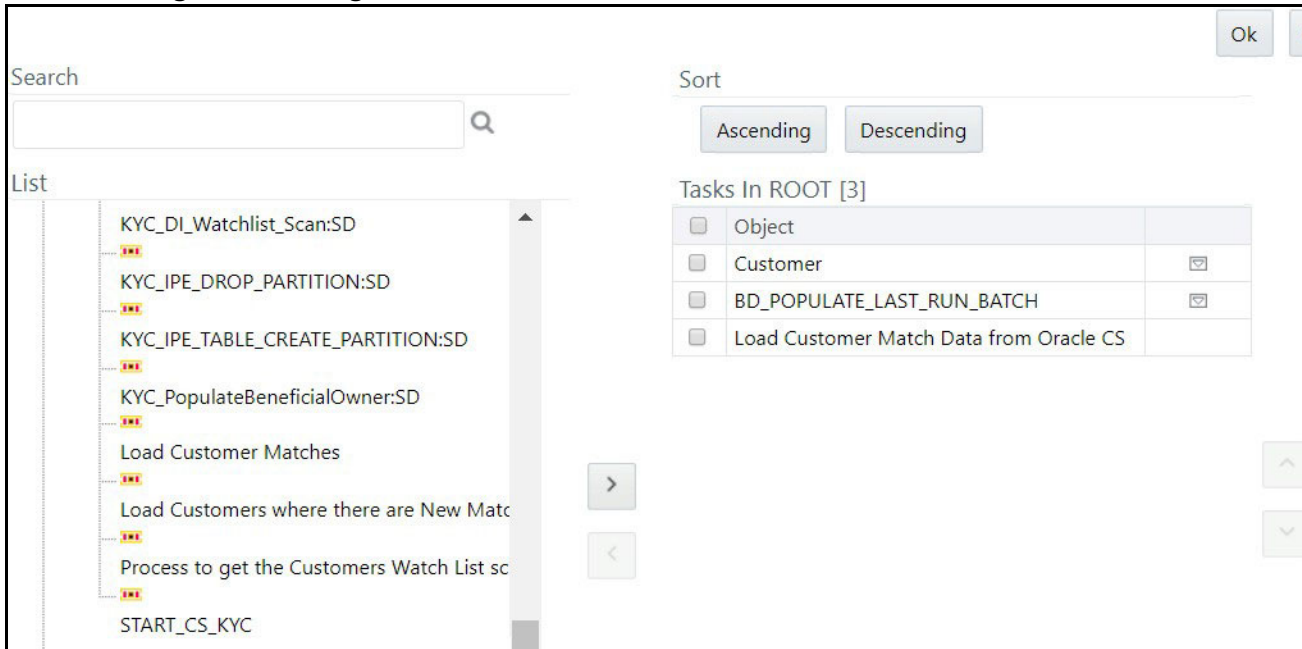 Ok
Search
Sort
Ascending
Descending
List
Tasks In ROOT [3]
KYC_DI_Watchlist_Scan:SD
KYC_IPE_DROP_PARTITION:SD
KYC_IPE_TABLE_CREATE_PARTITION:SD
KYC_PopulateBeneficialOwner:SD
Load Customer Matches
Load Customers where there are New Matc
Process to get the Customers Watch List sc
START_CS_KYC
Object
Customer
BD_POPULATE_LAST_RUN_BATCH
Load Customer Match Data from Oracle CS